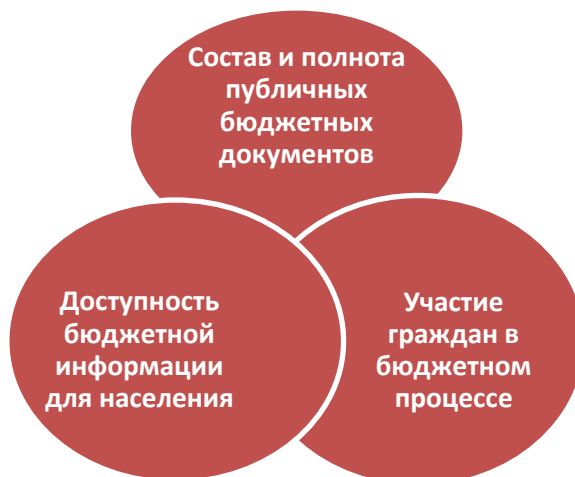 Состав и полнота
публичных
бюджетных
документов
Доступность
бюджетной
информации
для населения
Участие
граждан в
бюджетном
процессе